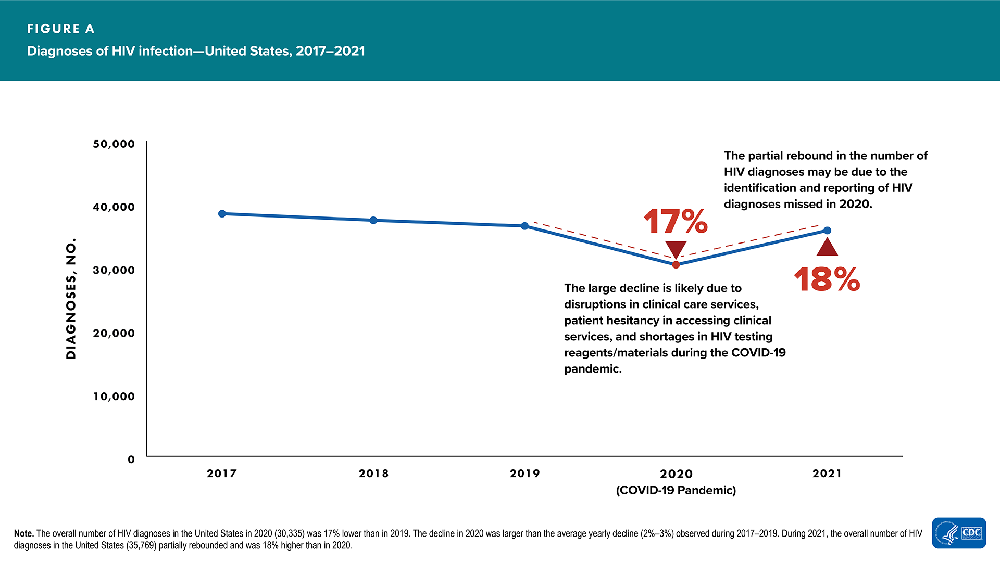 FIGURE A
Diagnoses of HIV infection—United States, 2017–2021
50,000
40,000
30,000
20,000
10,000
0
DIAGNOSES, NO.
The partial rebound in the number of
HIV diagnoses may be due to the
identification and reporting of HIV
diagnoses missed in 2020.
17%
18%
The large decline is likely due to
disruptions in clinical care services,
patient hesitancy in accessing clinical
services, and shortages in HIV testing
reagents/materials during the COVID-19
pandemic.
2017
2018
2019
2020
(COVID-19 Pandemic)
2021
Note. The overall number of HIV diagnoses in the United States in 2020 (30,335) was 17% lower than in 2019. The decline in 2020 was larger than the average yearly decline (2%–3%) observed during 2017–2019. During 2021, the overall number of HIV
diagnoses in the United States (35,769) partially rebounded and was 18% higher than in 2020.
CDC